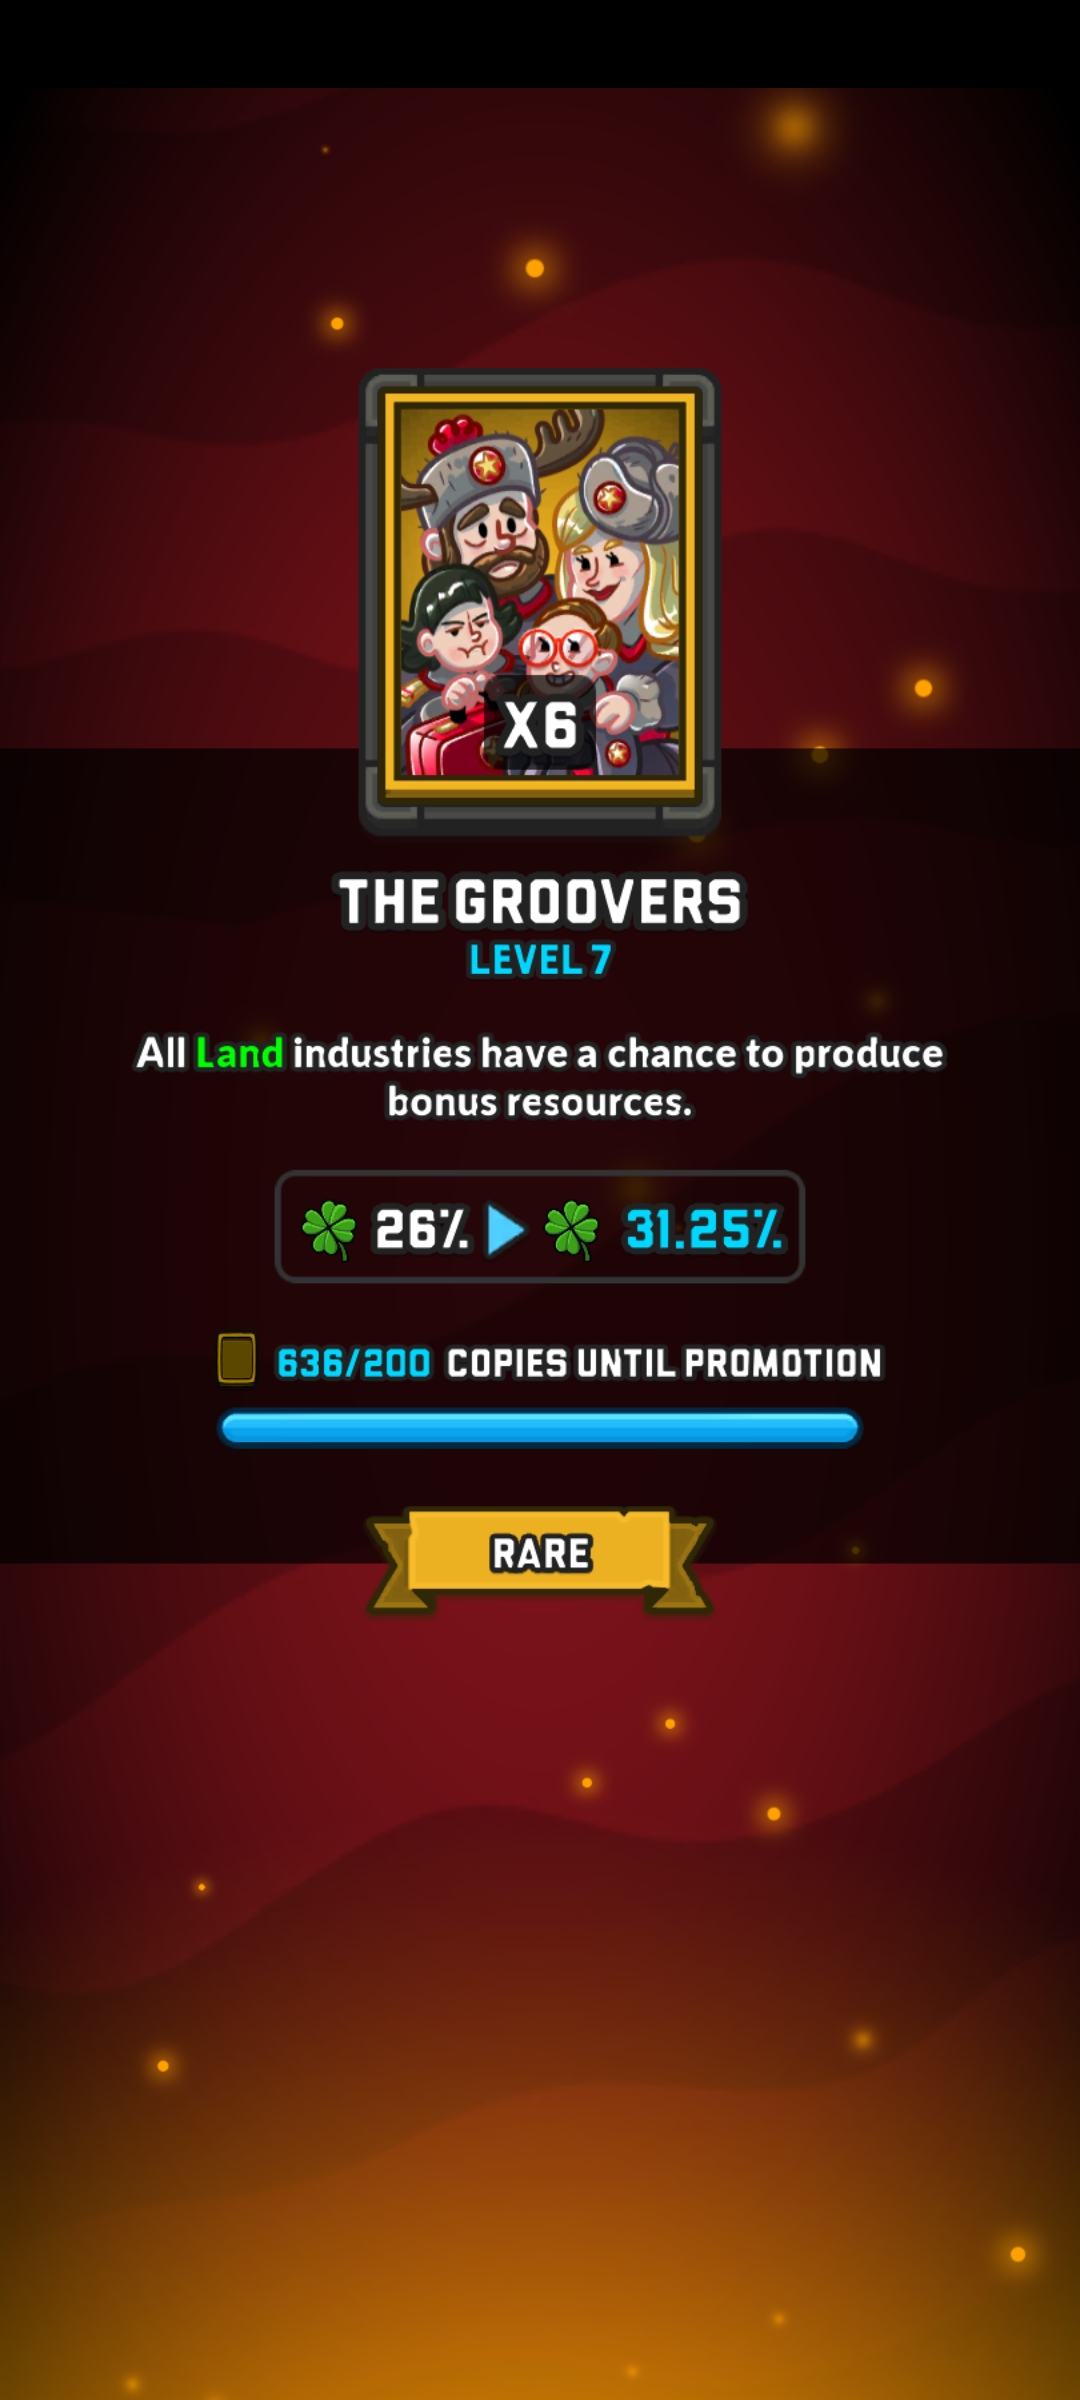 X6
THE GROOVERS
LEVEL 7
All Land industries have a chance to produce
bonus resources.
26% 31.25%
636/200 COPIES UNTIL PROMOTION
RARE